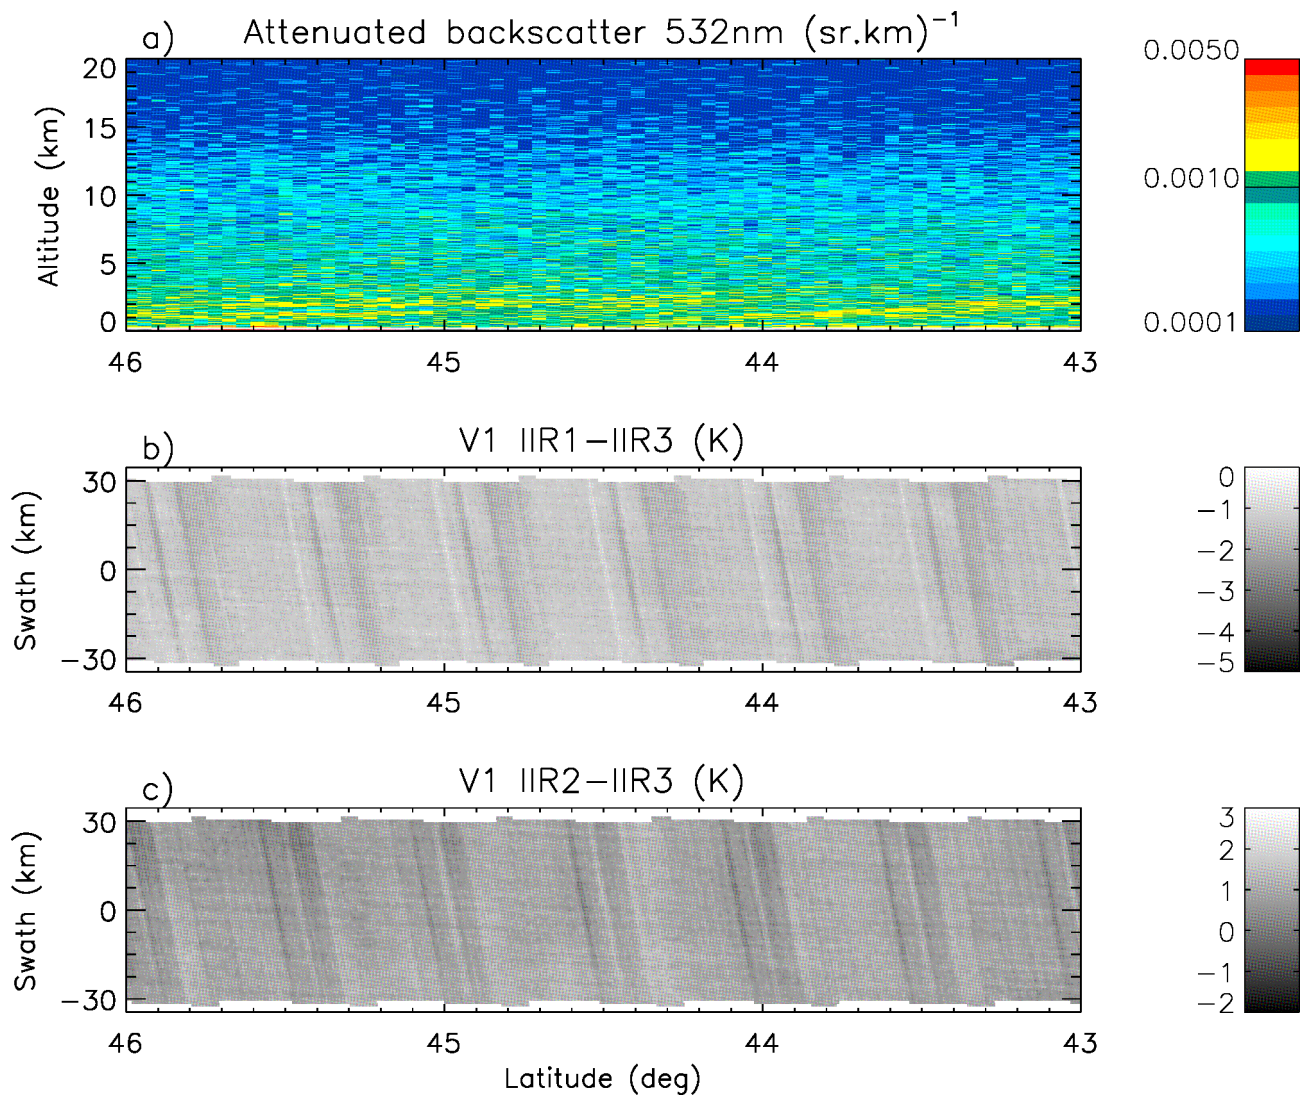 a) Attenuated backscatter 532nm (sr.km)⁻¹
20
15
10
5
0
Altitude (km)
46 45 44 43
0.0050
0.0010
0.0001
b) V1 IIR1−IIR3 (K)
30
0
−30
Swath (km)
46 45 44 43
0
−1
−2
−3
−4
−5
c) V1 IIR2−IIR3 (K)
30
0
−30
Swath (km)
46 45 44 43
Latitude (deg)
3
2
1
0
−1
−2